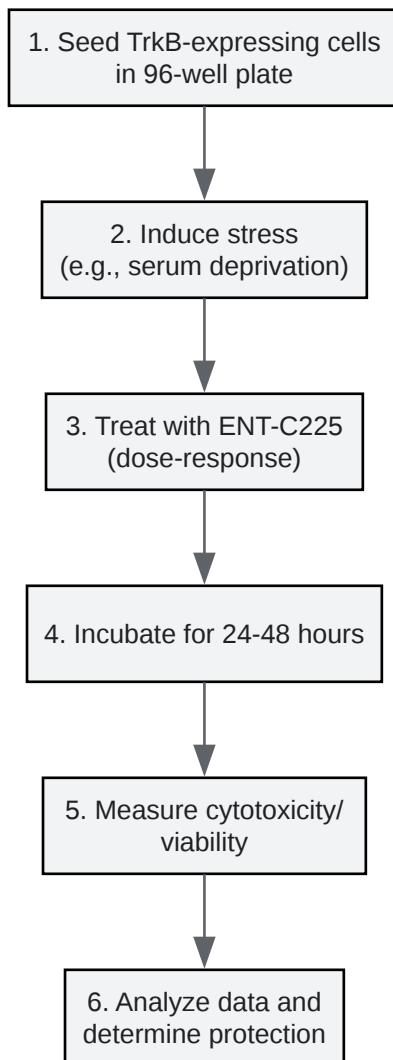 1. Seed TrkB-expressing cells
in 96-well plate
2. Induce stress
(e.g., serum deprivation)
3. Treat with ENT-C225
(dose-response)
4. Incubate for 24-48 hours
5. Measure cytotoxicity/
viability
6. Analyze data and
determine protection